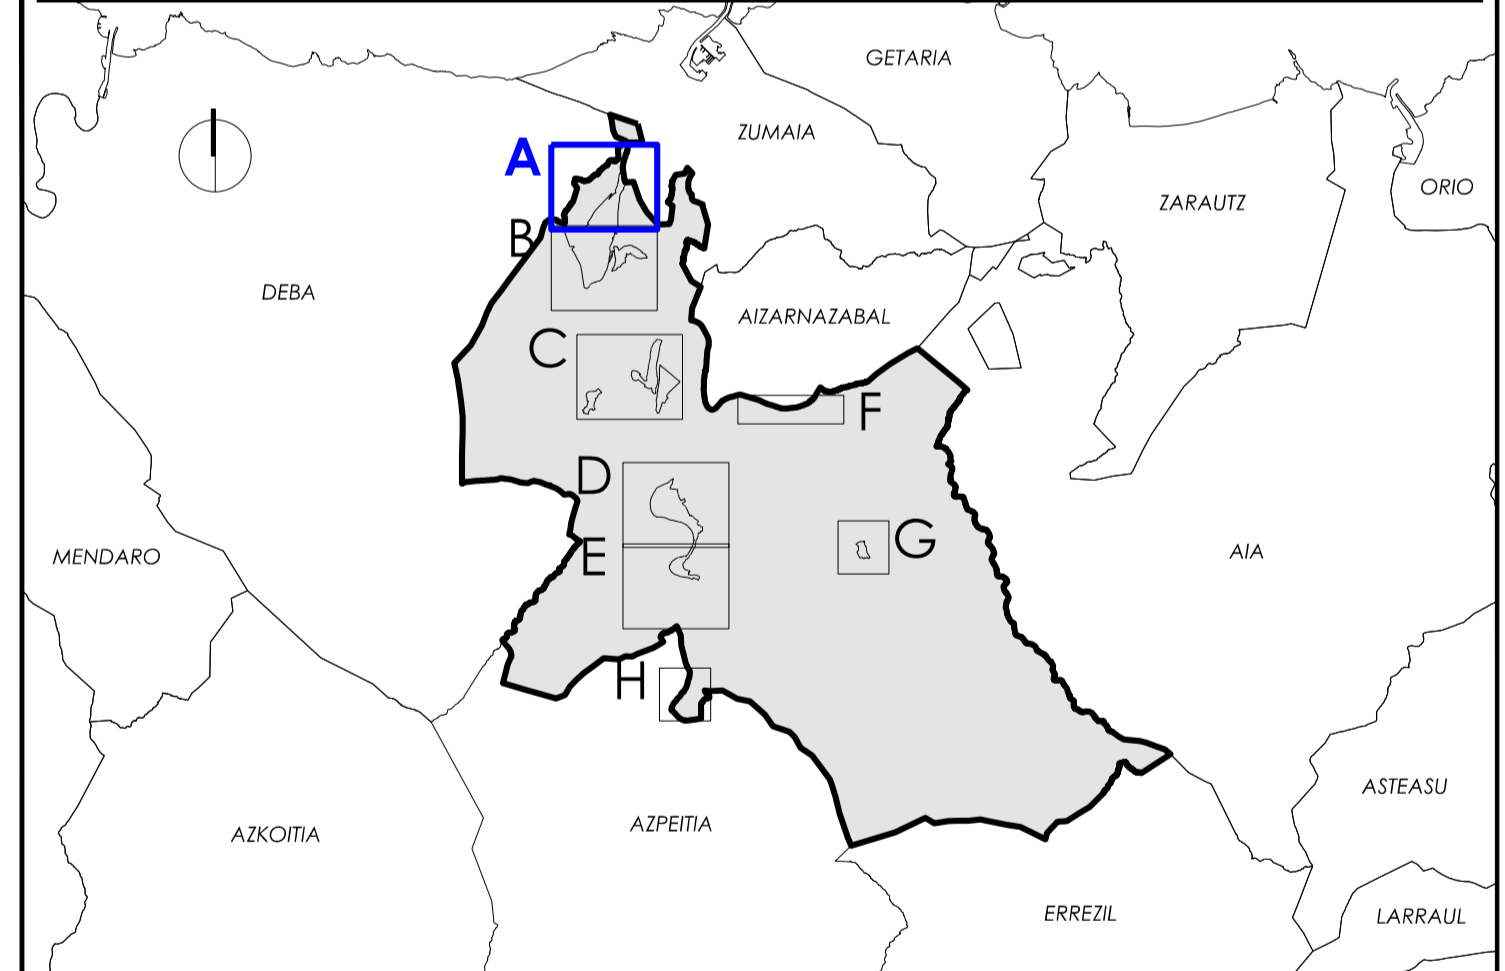 GETARIA
ZUMAIA
A
ORIO
ZARAUTZ
B
DEBA
AIZARNAZABAL
C
F
D
G
E
MENDARO
AIA
H
ASTEASU
AZPEITIA
AZKOITIA
ERREZIL
LARRAUL